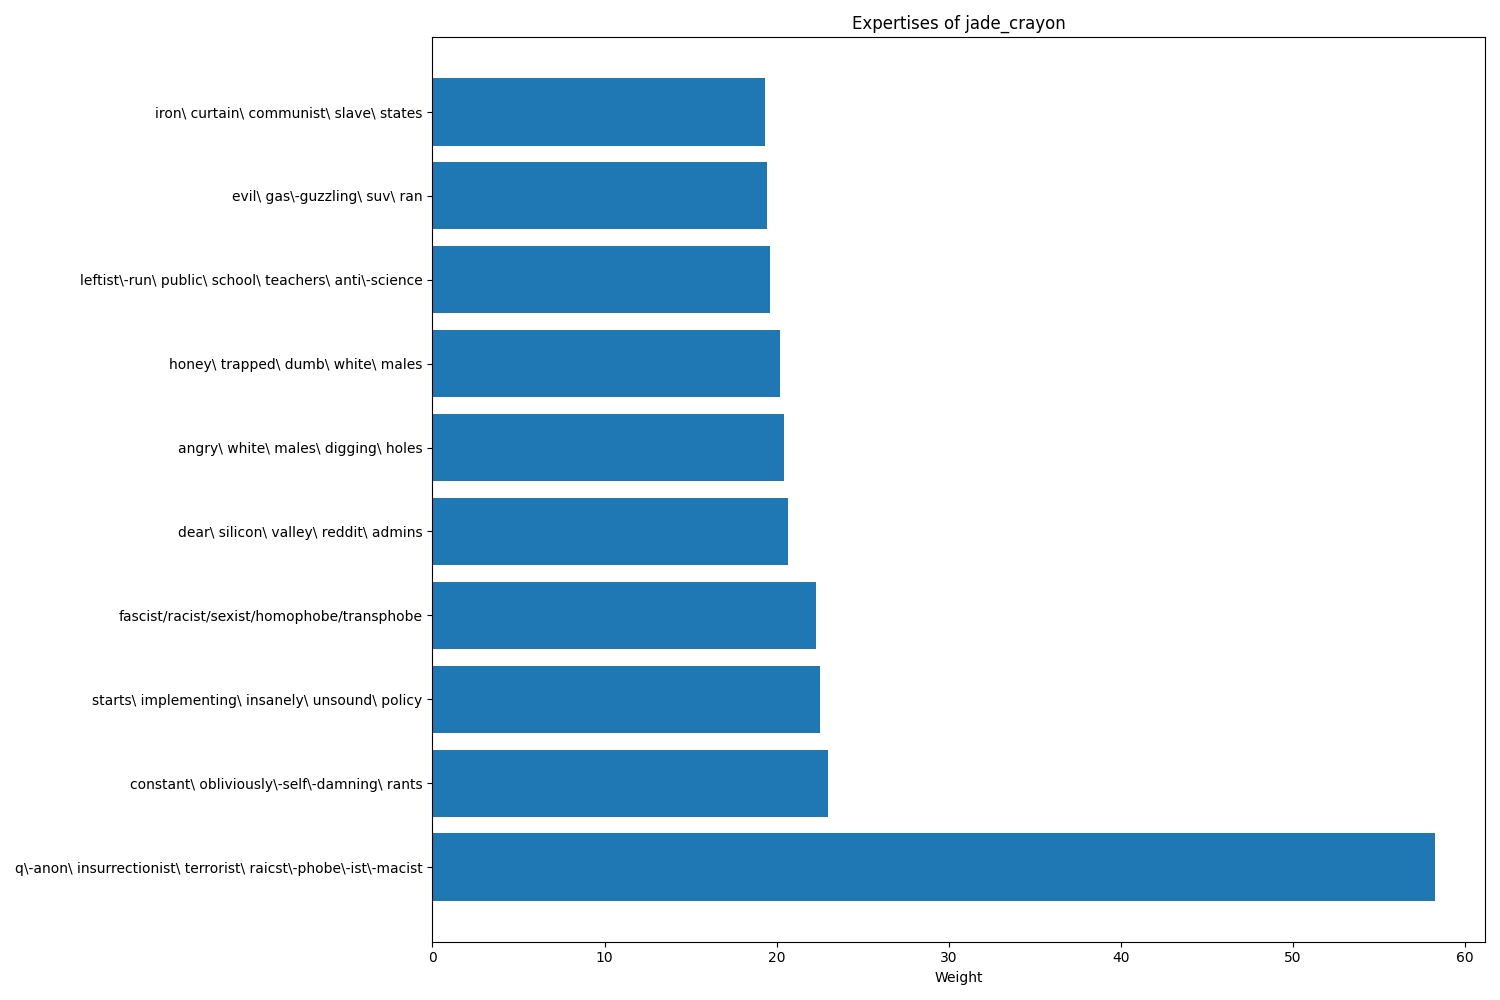 Expertises of jade_crayon
iron\ curtain\ communist\ slave\ states
evil\ gas\-guzzling\ suv\ ran
leftist\-run\ public\ school\ teachers\ anti\-science
honey\ trapped\ dumb\ white\ males
angry\ white\ males\ digging\ holes
dear\ silicon\ valley\ reddit\ admins
fascist/racist/sexist/homophobe/transphobe
starts\ implementing\ insanely\ unsound\ policy
constant\ obliviously\-self\-damning\ rants
q\-anon\ insurrectionist\ terrorist\ raicst\-phobe\-ist\-macist
0 10 20 30 40 50 60
Weight